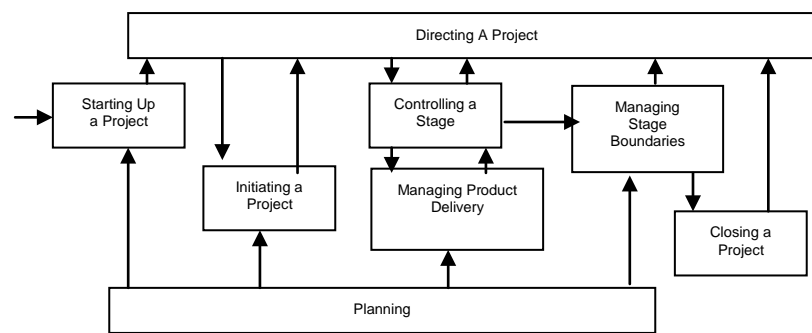 Directing A Project
Starting Up
a Project
Controlling a
Stage
Managing
Stage
Boundaries
Initiating a
Project
Managing Product
Delivery
Closing a
Project
Planning